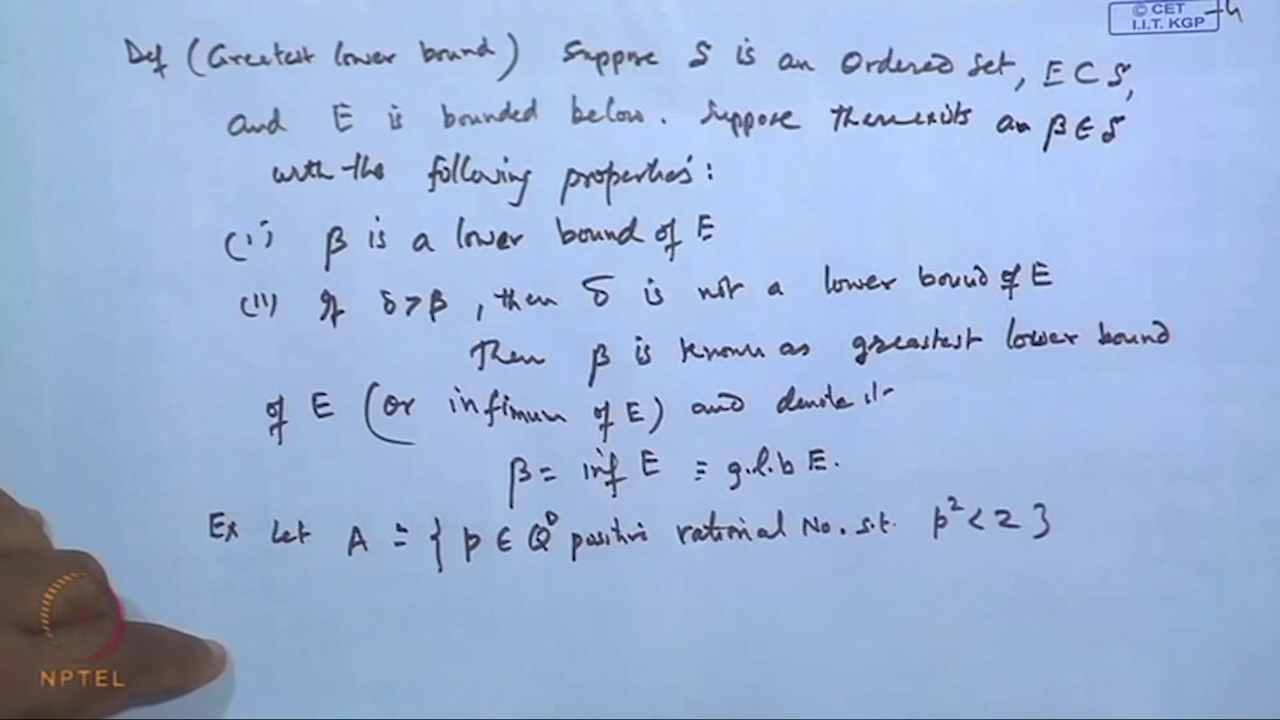 © CET
I.I.T. KGP
Def (Greatest lower bound) Suppose S is an Ordered set, E ⊂ S,
and E is bounded below. Suppose there exists an β ∈ S
with the following properties:
(i) β is a lower bound of E
(ii) If δ > β, then δ is not a lower bound of E
Then β is known as greastest lower bound
of E (or infimum of E) and denote it
β = inf E ≡ g.l.b E.
Ex Let A = { p ∈ Q positive rational No. s.t. p² < 2 }
NPTEL